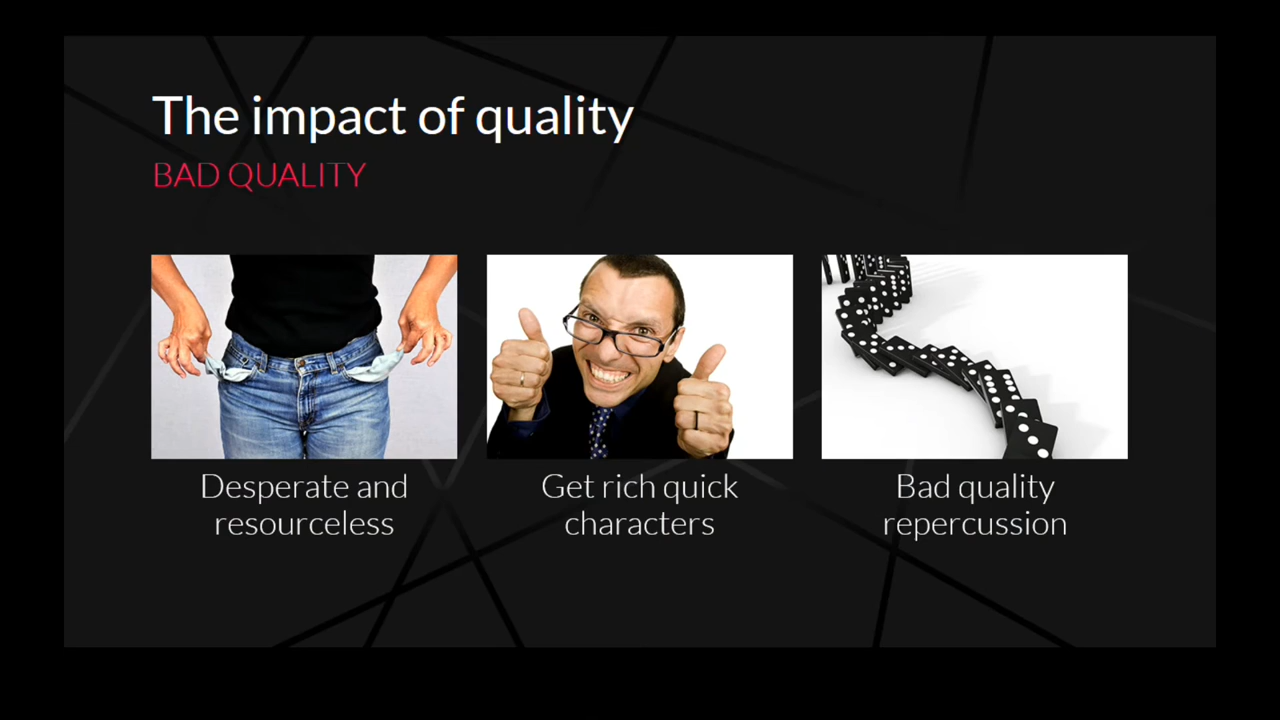 The impact of quality
BAD QUALITY
Desperate and
resourceless
Get rich quick
characters
Bad quality
repercussion